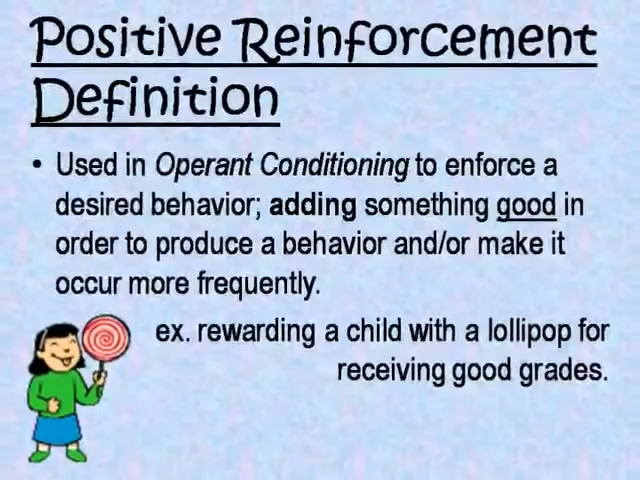 Positive Reinforcement
Definition
• Used in Operant Conditioning to enforce a
desired behavior; adding something good in
order to produce a behavior and/or make it
occur more frequently.
ex. rewarding a child with a lollipop for
receiving good grades.